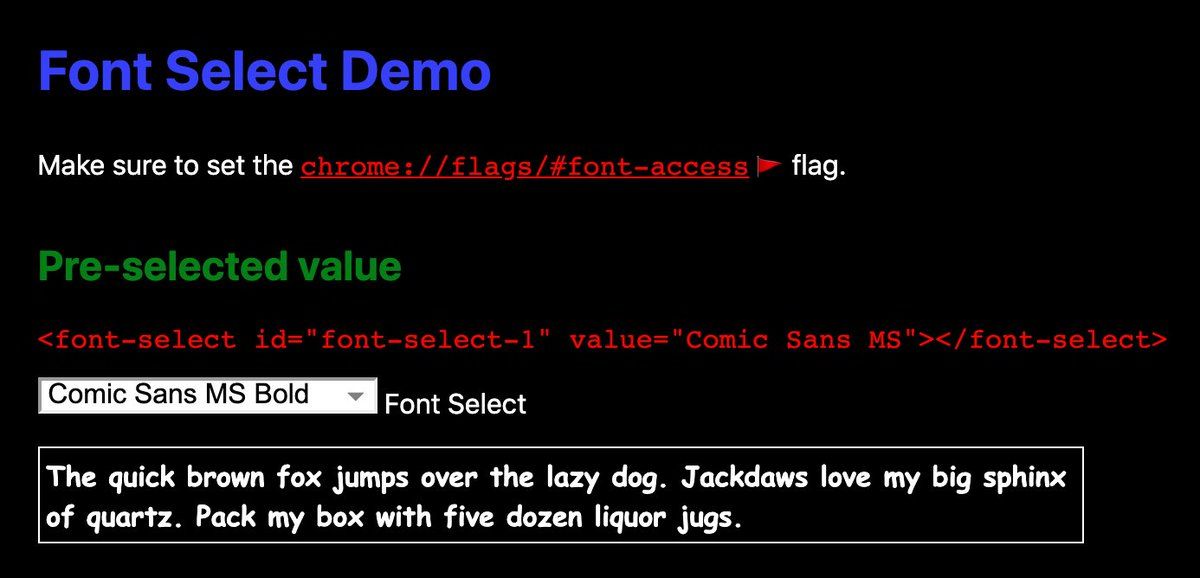 Font Select Demo
Make sure to set the chrome://flags/#font-access flag.
Pre-selected value
<font-select id="font-select-1" value="Comic Sans MS"></font-select>
Comic Sans MS Bold Font Select
The quick brown fox jumps over the lazy dog. Jackdaws love my big sphinx
of quartz. Pack my box with five dozen liquor jugs.